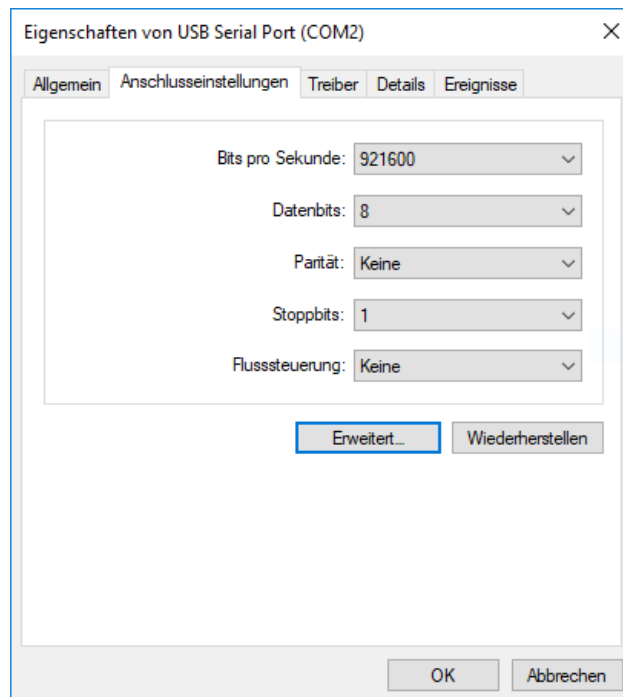 Eigenschaften von USB Serial Port (COM2)
Allgemein Anschlusseinstellungen Treiber Details Ereignisse
Bits pro Sekunde: 921600
Datenbits: 8
Parität: Keine
Stoppbits: 1
Flusssteuerung: Keine
Erweitert... Wiederherstellen
OK Abbrechen